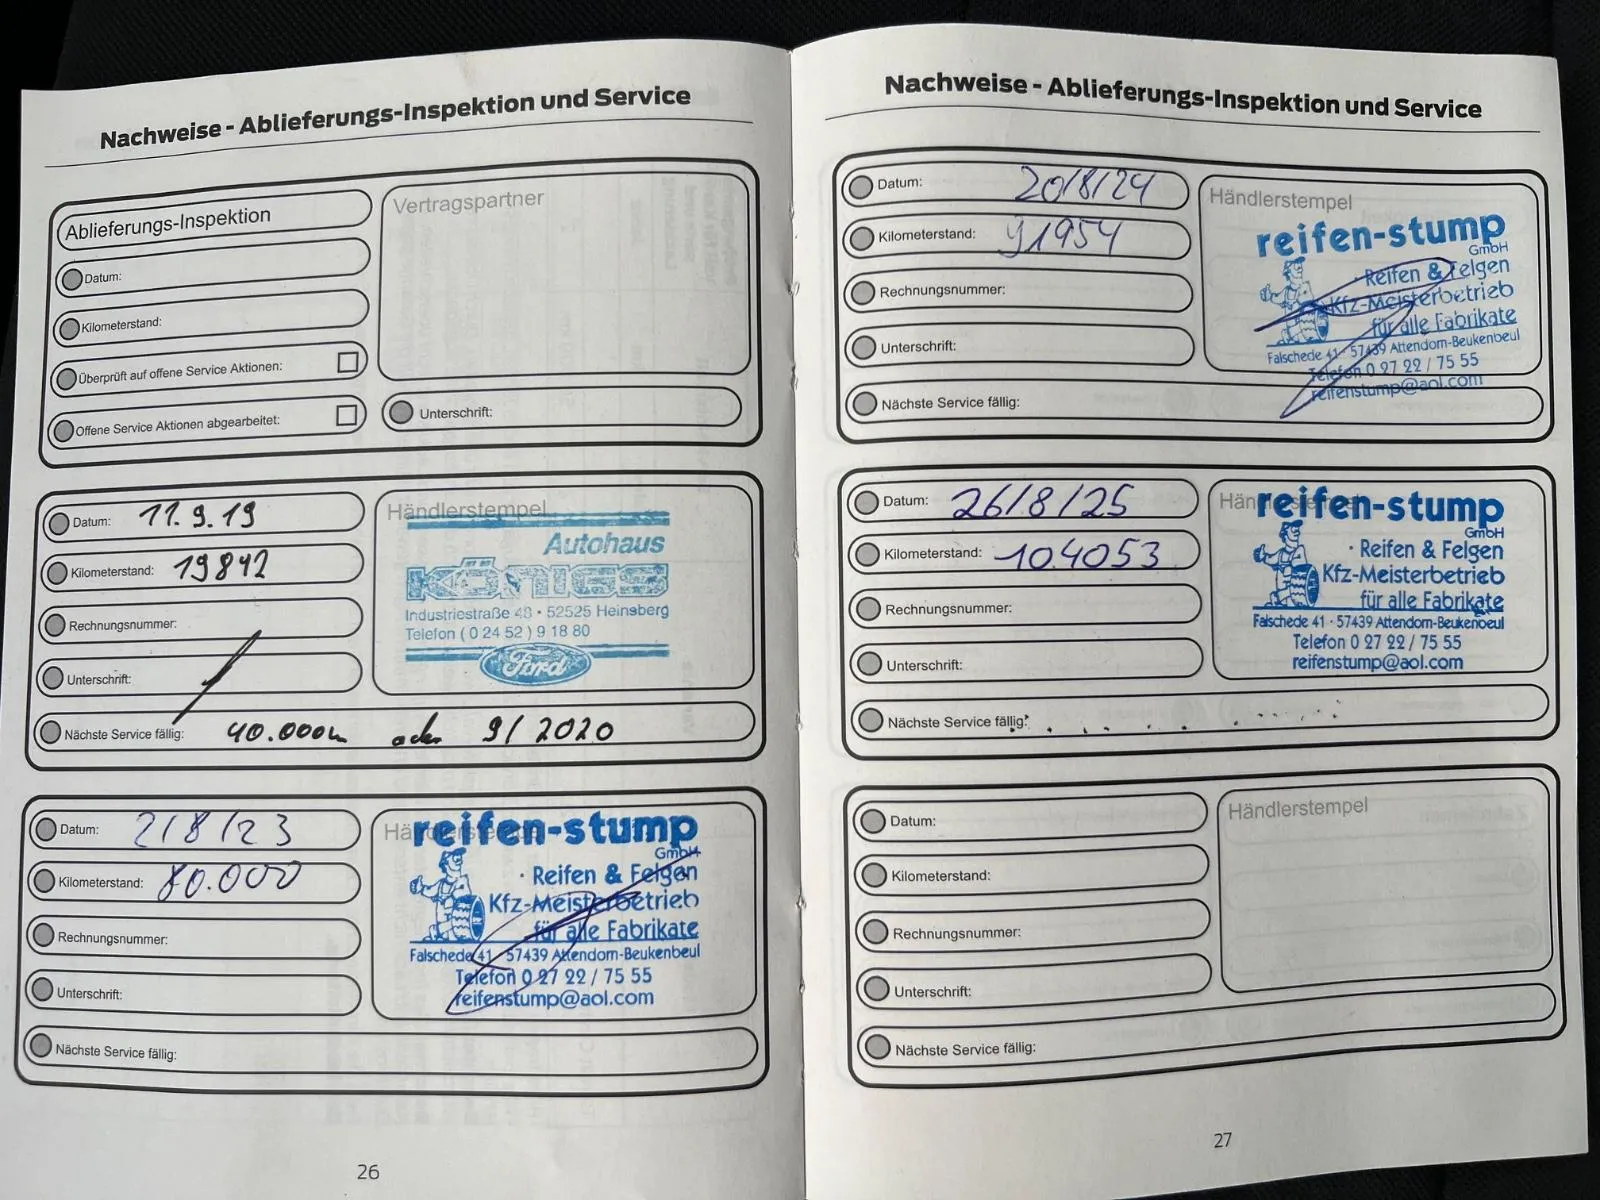 Nachweise - Ablieferungs-Inspektion und Service
Ablieferungs-Inspektion
Datum:
Kilometerstand:
Überprüft auf offene Service Aktionen:
Offene Service Aktionen abgearbeitet:
Vertragspartner
Unterschrift:
Datum: 11.9.19
Kilometerstand: 19842
Rechnungsnummer:
Unterschrift:
Nächste Service fällig: 40.000km oder 9/2020
Händlerstempel
Autohaus
KÖNIGS
Industriestraße 48 · 52525 Heinsberg
Telefon ( 0 24 52 ) 9 18 80
Ford
Datum: 2/8/23
Kilometerstand: 80.000
Rechnungsnummer:
Unterschrift:
Nächste Service fällig:
Händlerstempel
reifen-stump
GmbH
· Reifen & Felgen
Kfz-Meisterbetrieb
für alle Fabrikate
Falschede 41 · 57439 Attendorn-Beukenbeul
Telefon 0 27 22 / 75 55
reifenstump@aol.com
26
Nachweise - Ablieferungs-Inspektion und Service
Datum: 20/8/24
Kilometerstand: 91954
Rechnungsnummer:
Unterschrift:
Nächste Service fällig:
Händlerstempel
reifen-stump
GmbH
· Reifen & Felgen
Kfz-Meisterbetrieb
für alle Fabrikate
Falschede 41 · 57439 Attendorn-Beukenbeul
Telefon 0 27 22 / 75 55
reifenstump@aol.com
Datum: 26/8/25
Kilometerstand: 104053
Rechnungsnummer:
Unterschrift:
Nächste Service fällig:
Händlerstempel
reifen-stump
GmbH
· Reifen & Felgen
Kfz-Meisterbetrieb
für alle Fabrikate
Falschede 41 · 57439 Attendorn-Beukenbeul
Telefon 0 27 22 / 75 55
reifenstump@aol.com
Datum:
Kilometerstand:
Rechnungsnummer:
Unterschrift:
Nächste Service fällig:
Händlerstempel
27